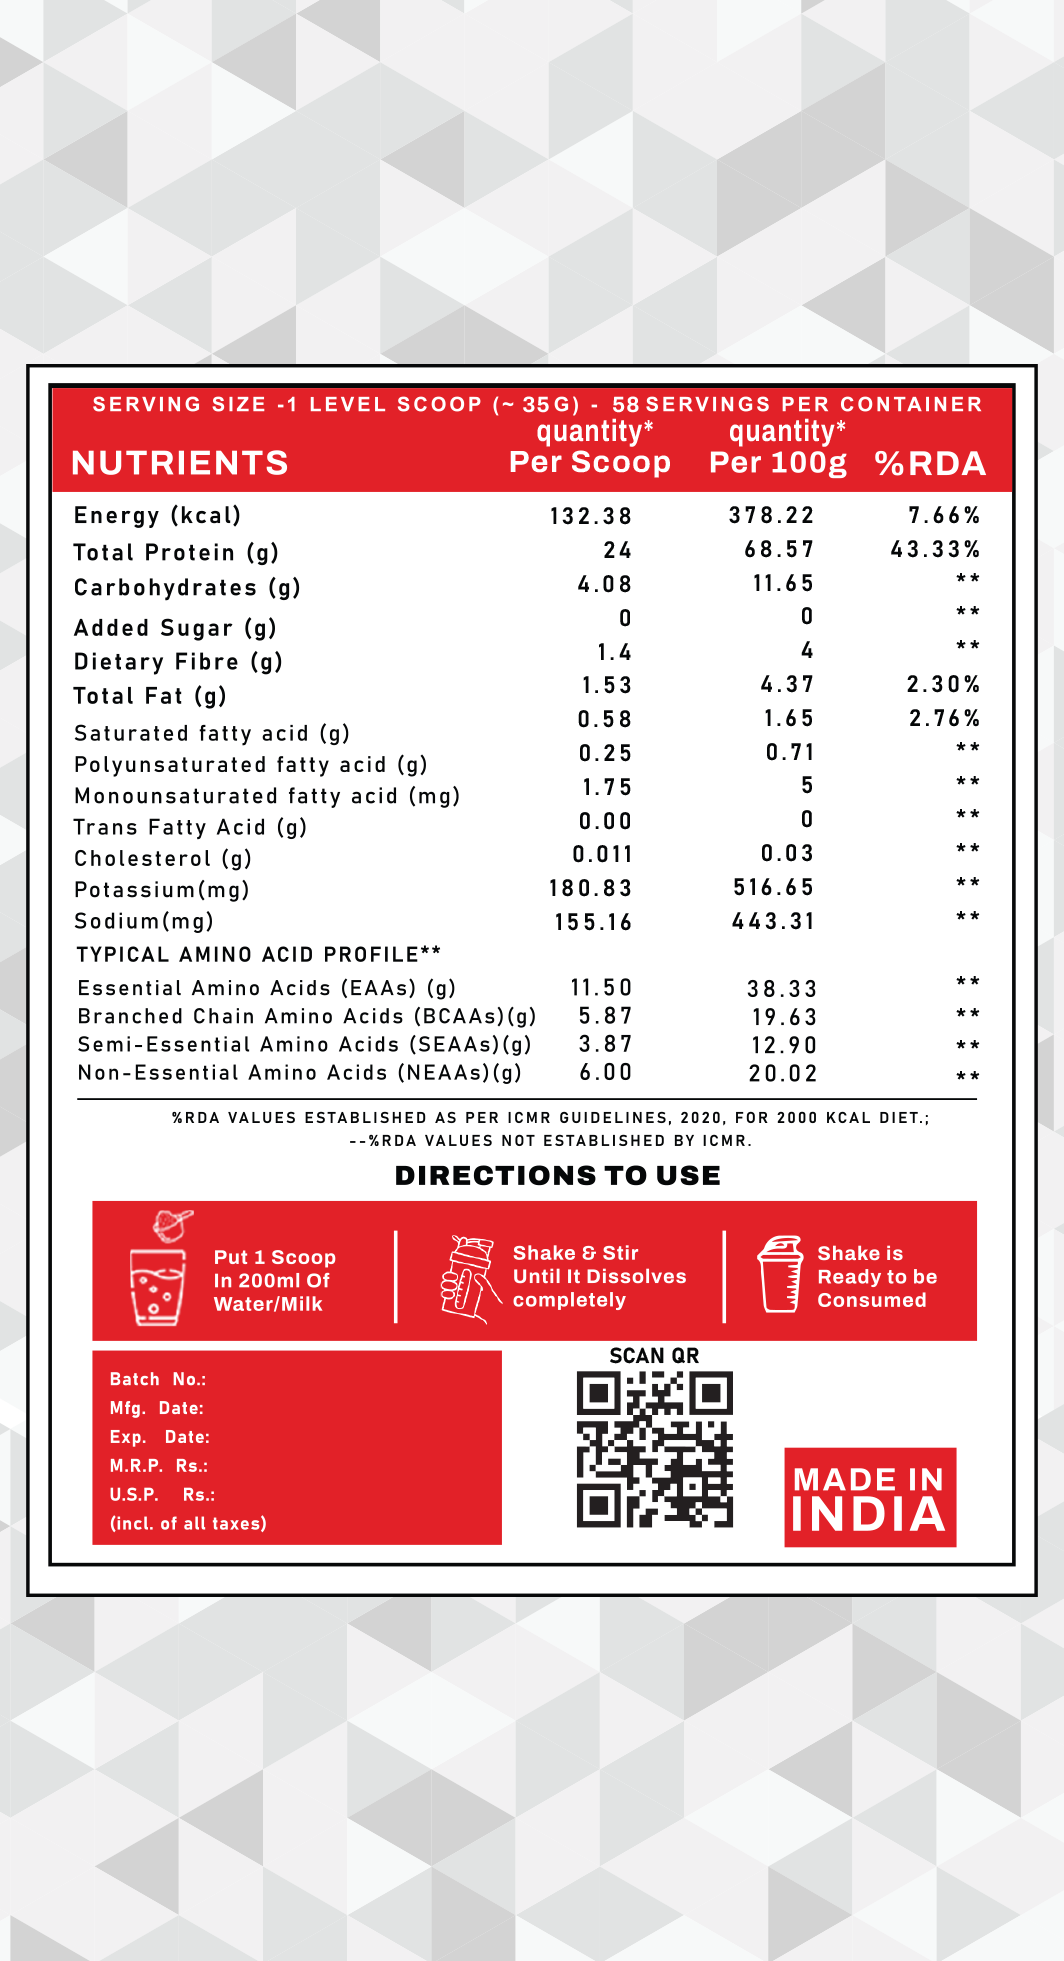 SERVING SIZE -1 LEVEL SCOOP (~ 35G) - 58 SERVINGS PER CONTAINER
NUTRIENTS quantity* Per Scoop quantity* Per 100g %RDA
Energy (kcal) 132.38 378.22 7.66%
Total Protein (g) 24 68.57 43.33%
Carbohydrates (g) 4.08 11.65 **
Added Sugar (g) 0 0 **
Dietary Fibre (g) 1.4 4 **
Total Fat (g) 1.53 4.37 2.30%
Saturated fatty acid (g) 0.58 1.65 2.76%
Polyunsaturated fatty acid (g) 0.25 0.71 **
Monounsaturated fatty acid (mg) 1.75 5 **
Trans Fatty Acid (g) 0.00 0 **
Cholesterol (g) 0.011 0.03 **
Potassium(mg) 180.83 516.65 **
Sodium(mg) 155.16 443.31 **
TYPICAL AMINO ACID PROFILE**
Essential Amino Acids (EAAs) (g) 11.50 38.33 **
Branched Chain Amino Acids (BCAAs)(g) 5.87 19.63 **
Semi-Essential Amino Acids (SEAAs)(g) 3.87 12.90 **
Non-Essential Amino Acids (NEAAs)(g) 6.00 20.02 **
%RDA VALUES ESTABLISHED AS PER ICMR GUIDELINES, 2020, FOR 2000 KCAL DIET.;
--%RDA VALUES NOT ESTABLISHED BY ICMR.
DIRECTIONS TO USE
Put 1 Scoop
In 200ml Of
Water/Milk
Shake & Stir
Until It Dissolves
completely
Shake is
Ready to be
Consumed
Batch No.:
Mfg. Date:
Exp. Date:
M.R.P. Rs.:
U.S.P. Rs.:
(incl. of all taxes)
SCAN QR
MADE IN
INDIA